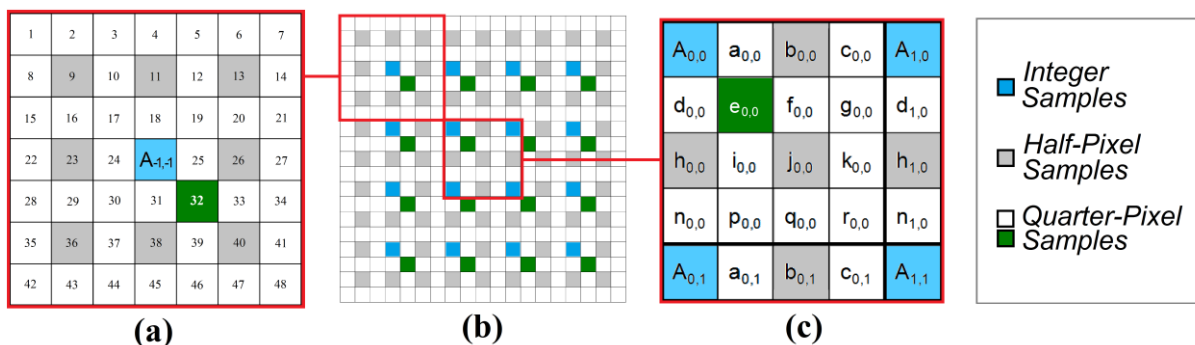 1 2 3 4 5 6 7
8 9 10 11 12 13 14
15 16 17 18 19 20 21
22 23 24 A-1,-1 25 26 27
28 29 30 31 32 33 34
35 36 37 38 39 40 41
42 43 44 45 46 47 48
(a)
(b)
A0,0 a0,0 b0,0 c0,0 A1,0
d0,0 e0,0 f0,0 g0,0 d1,0
h0,0 i0,0 j0,0 k0,0 h1,0
n0,0 p0,0 q0,0 r0,0 n1,0
A0,1 a0,1 b0,1 c0,1 A1,1
(c)
Integer
Samples
Half-Pixel
Samples
Quarter-Pixel
Samples